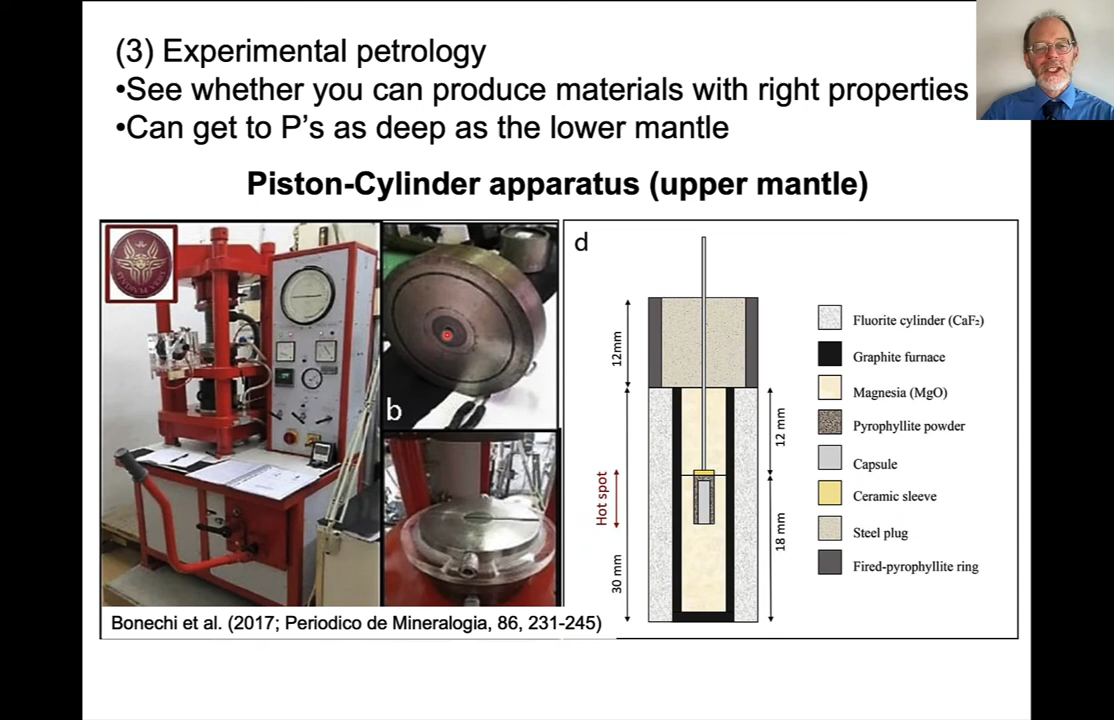 (3) Experimental petrology
•See whether you can produce materials with right properties
•Can get to P's as deep as the lower mantle
Piston-Cylinder apparatus (upper mantle)
b
d
12mm
12 mm
Hot spot
30 mm
18 mm
Fluorite cylinder (CaF₂)
Graphite furnace
Magnesia (MgO)
Pyrophyllite powder
Capsule
Ceramic sleeve
Steel plug
Fired-pyrophyllite ring
Bonechi et al. (2017; Periodico de Mineralogia, 86, 231-245)